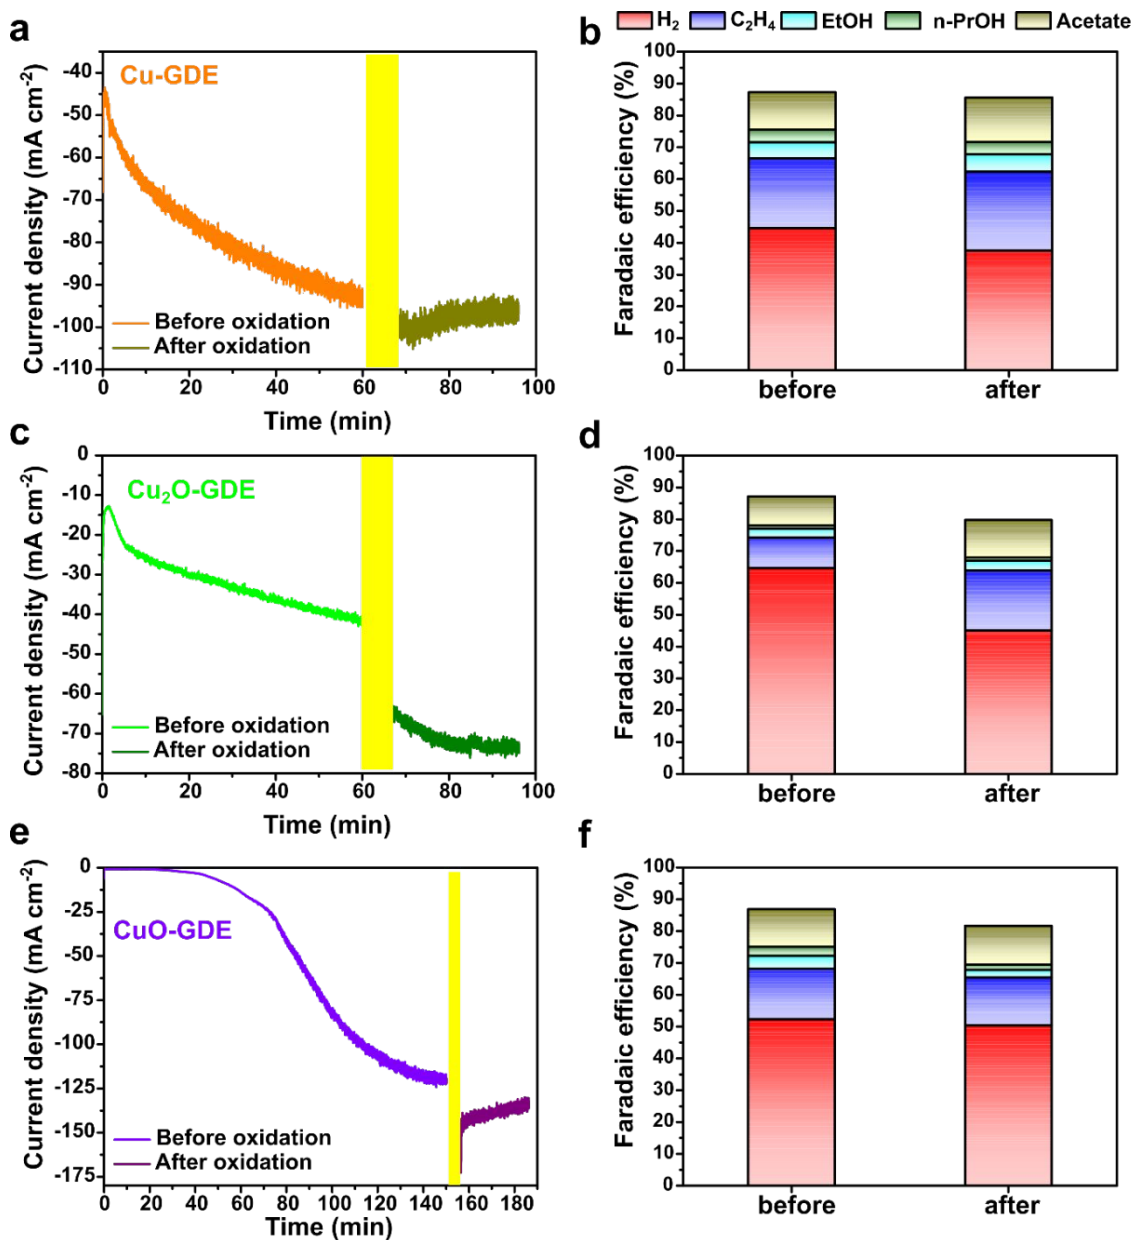 a
Cu-GDE
Current density (mA cm⁻²)
-40
-50
-60
-70
-80
-90
-100
-110
Before oxidation
After oxidation
0 20 40 60 80 100
Time (min)
H₂ C₂H₄ EtOH n-PrOH Acetate
b
Faradaic efficiency (%)
100
90
80
70
60
50
40
30
20
10
0
before after
c
Cu₂O-GDE
Current density (mA cm⁻²)
0
-10
-20
-30
-40
-50
-60
-70
-80
Before oxidation
After oxidation
0 20 40 60 80 100
Time (min)
d
Faradaic efficiency (%)
100
90
80
70
60
50
40
30
20
10
0
before after
e
CuO-GDE
Current density (mA cm⁻²)
0
-25
-50
-75
-100
-125
-150
-175
Before oxidation
After oxidation
0 20 40 60 80 100 120 140 160 180
Time (min)
f
Faradaic efficiency (%)
100
90
80
70
60
50
40
30
20
10
0
before after